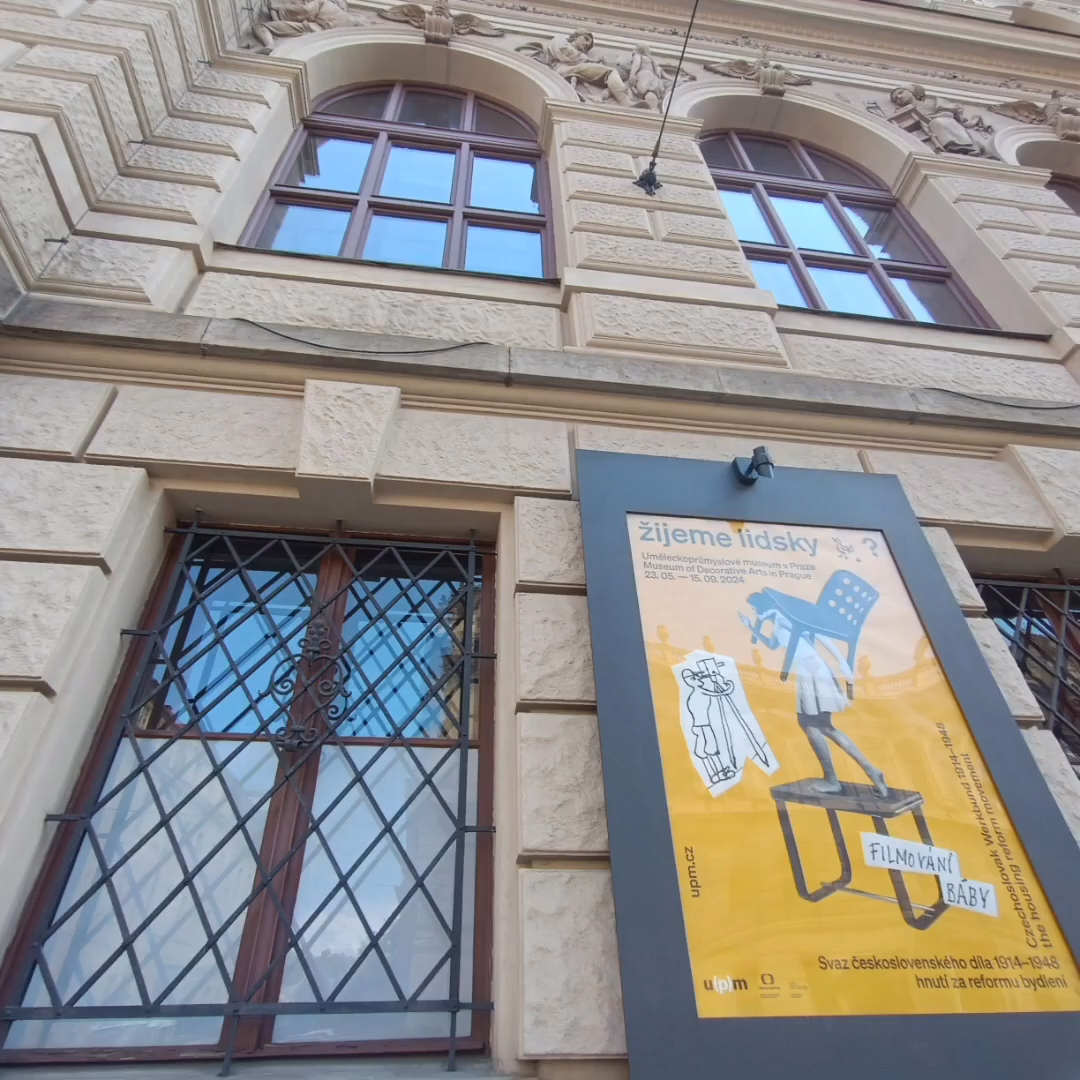 žijeme lidsky ?
Uměleckoprůmyslové museum v Praze
Museum of Decorative Arts in Prague
23. 05. — 15. 09. 2024
FILMOVÁNÍ
BÁBY
upm.cz
Czechoslovak Werkbund 1914–1948
the housing reform movement
Svaz československého díla 1914–1948
hnutí za reformu bydlení
u(p)m